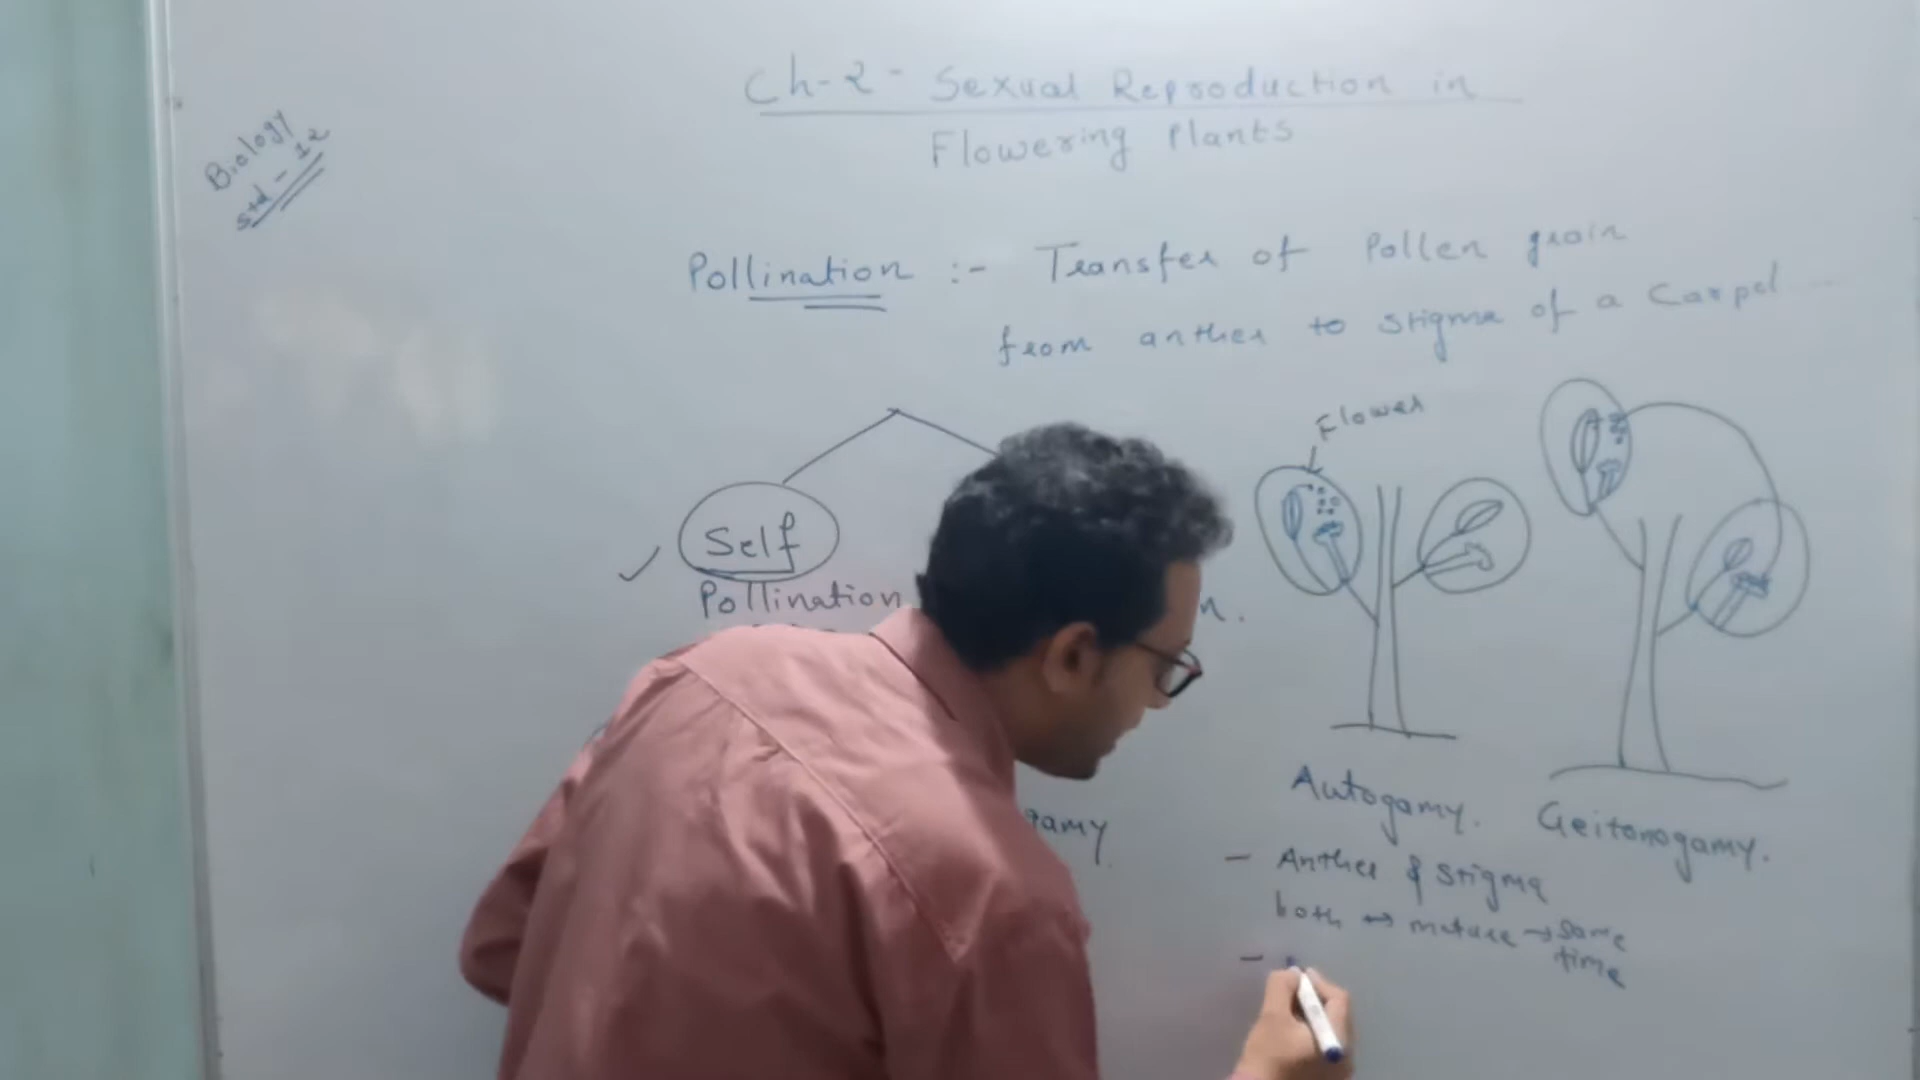 Ch-2 - Sexual Reproduction in
Flowering Plants
Biology
std - 12
Pollination :- Transfer of Pollen grain
from anther to stigma of a Carpel
Flower
Self
Pollination
n.
gamy
Autogamy.
Geitonogamy.
- Anther & stigma
both → mature → same
time
-